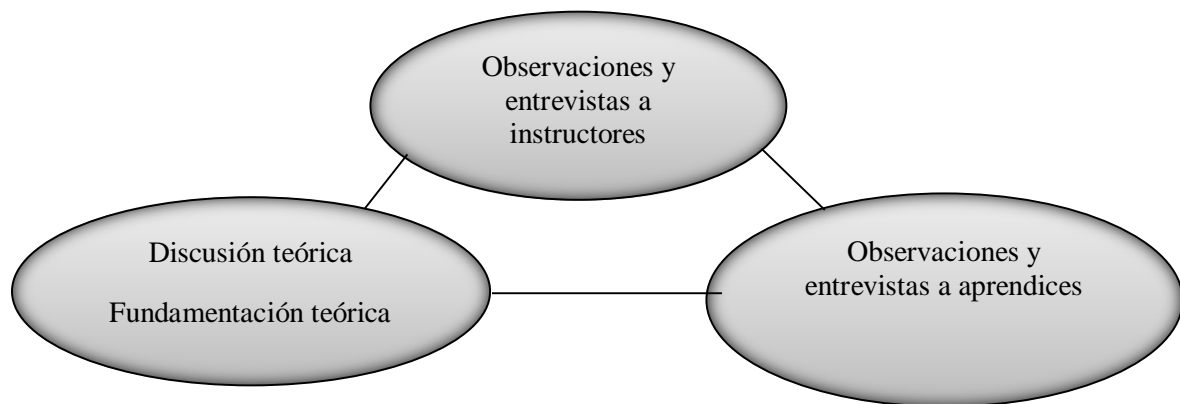 Observaciones y
entrevistas a
instructores
Discusión teórica
Fundamentación teórica
Observaciones y
entrevistas a aprendices